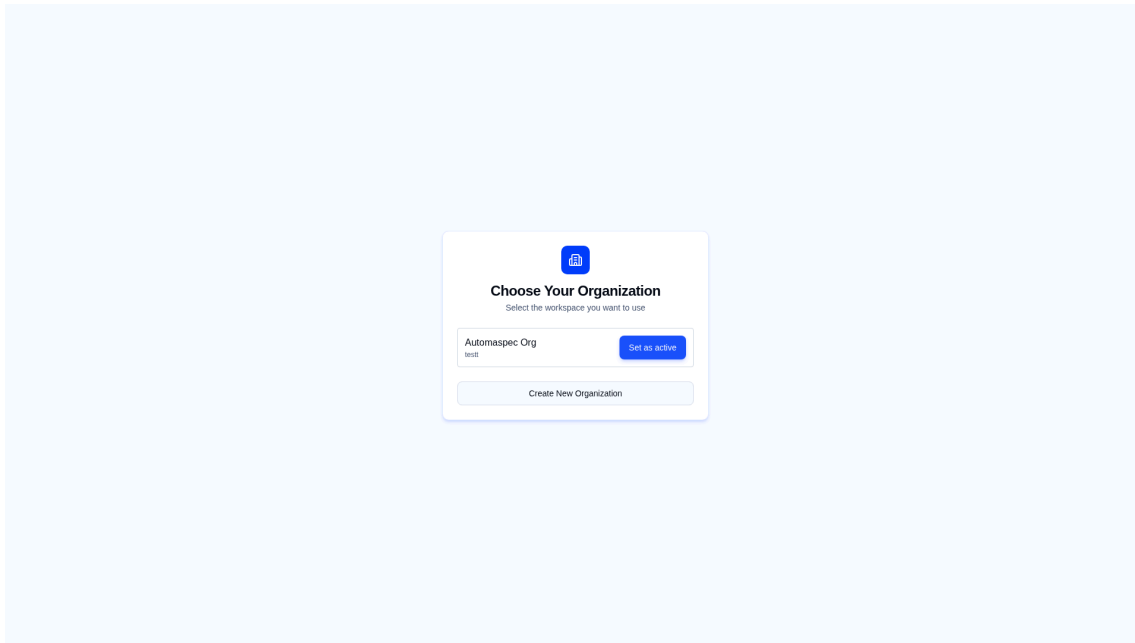 Choose Your Organization
Select the workspace you want to use
Automaspec Org
Set as active
testt
Create New Organization